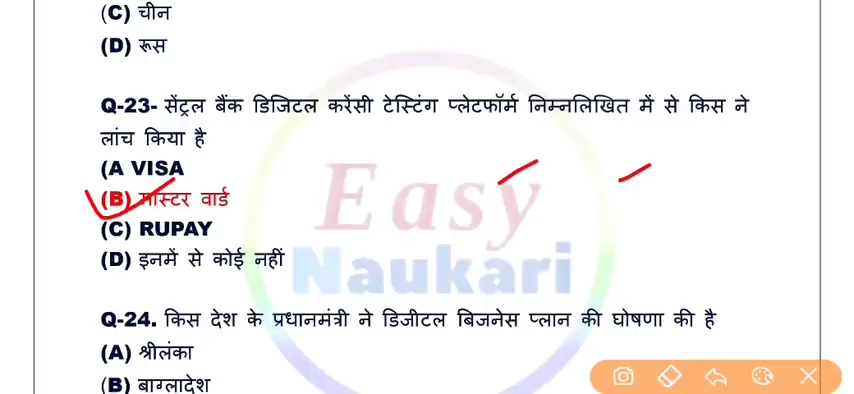 (C) चीन
(D) रूस
Q-23- सेंट्रल बैंक डिजिटल करेंसी टेस्टिंग प्लेटफॉर्म निम्नलिखित में से किस ने
लांच किया है
(A VISA
(B) मास्टर वार्ड
(C) RUPAY
(D) इनमें से कोई नहीं
Easy
Naukari
Q-24. किस देश के प्रधानमंत्री ने डिजीटल बिजनेस प्लान की घोषणा की है
(A) श्रीलंका
(B) बाग्लादेश